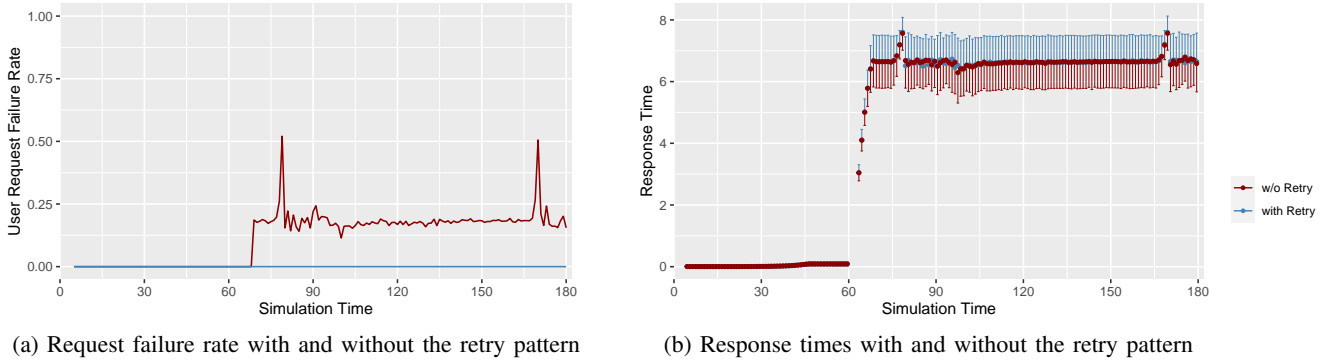 1.00
0.75
0.50
0.25
0.00
User Request Failure Rate
0 30 60 90 120 150 180
Simulation Time
(a) Request failure rate with and without the retry pattern
8
6
4
2
0
Response Time
0 30 60 90 120 150 180
Simulation Time
(b) Response times with and without the retry pattern
w/o Retry
with Retry